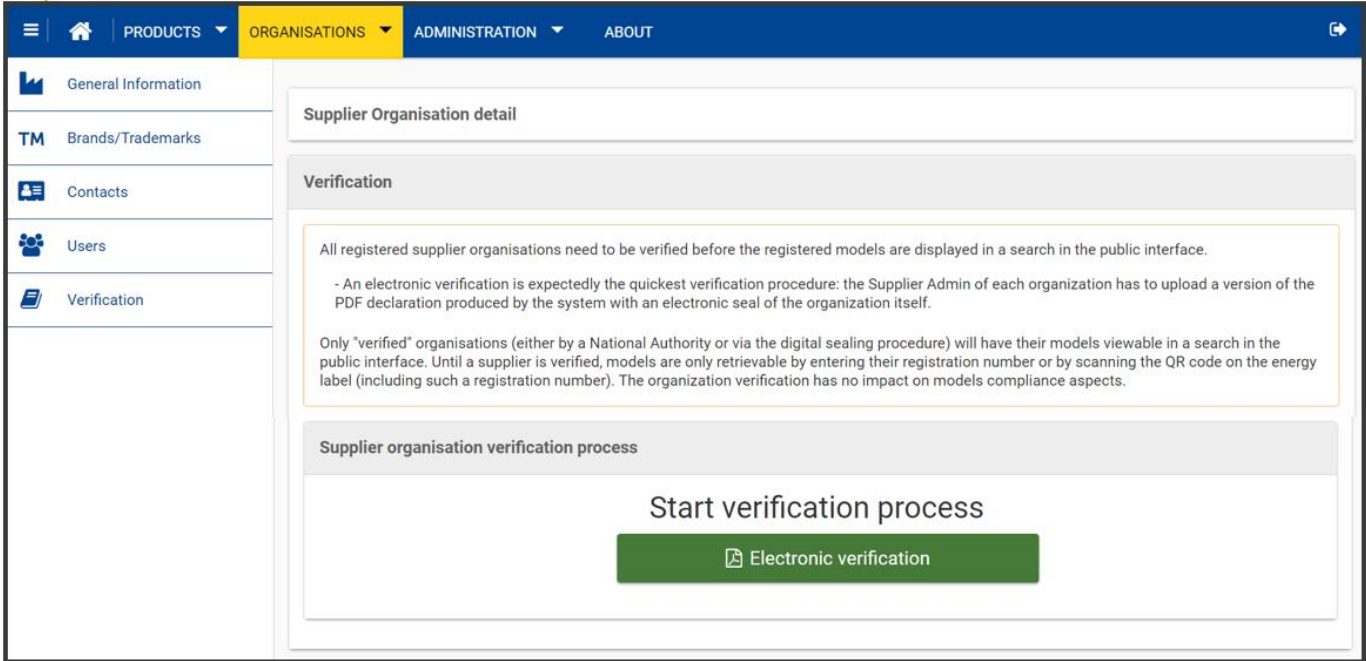 PRODUCTS ORGANISATIONS ADMINISTRATION ABOUT
General Information
TM Brands/Trademarks
Contacts
Users
Verification
Supplier Organisation detail
Verification
All registered supplier organisations need to be verified before the registered models are displayed in a search in the public interface.
- An electronic verification is expectedly the quickest verification procedure: the Supplier Admin of each organization has to upload a version of the
PDF declaration produced by the system with an electronic seal of the organization itself.
Only "verified" organisations (either by a National Authority or via the digital sealing procedure) will have their models viewable in a search in the
public interface. Until a supplier is verified, models are only retrievable by entering their registration number or by scanning the QR code on the energy
label (including such a registration number). The organization verification has no impact on models compliance aspects.
Supplier organisation verification process
Start verification process
Electronic verification